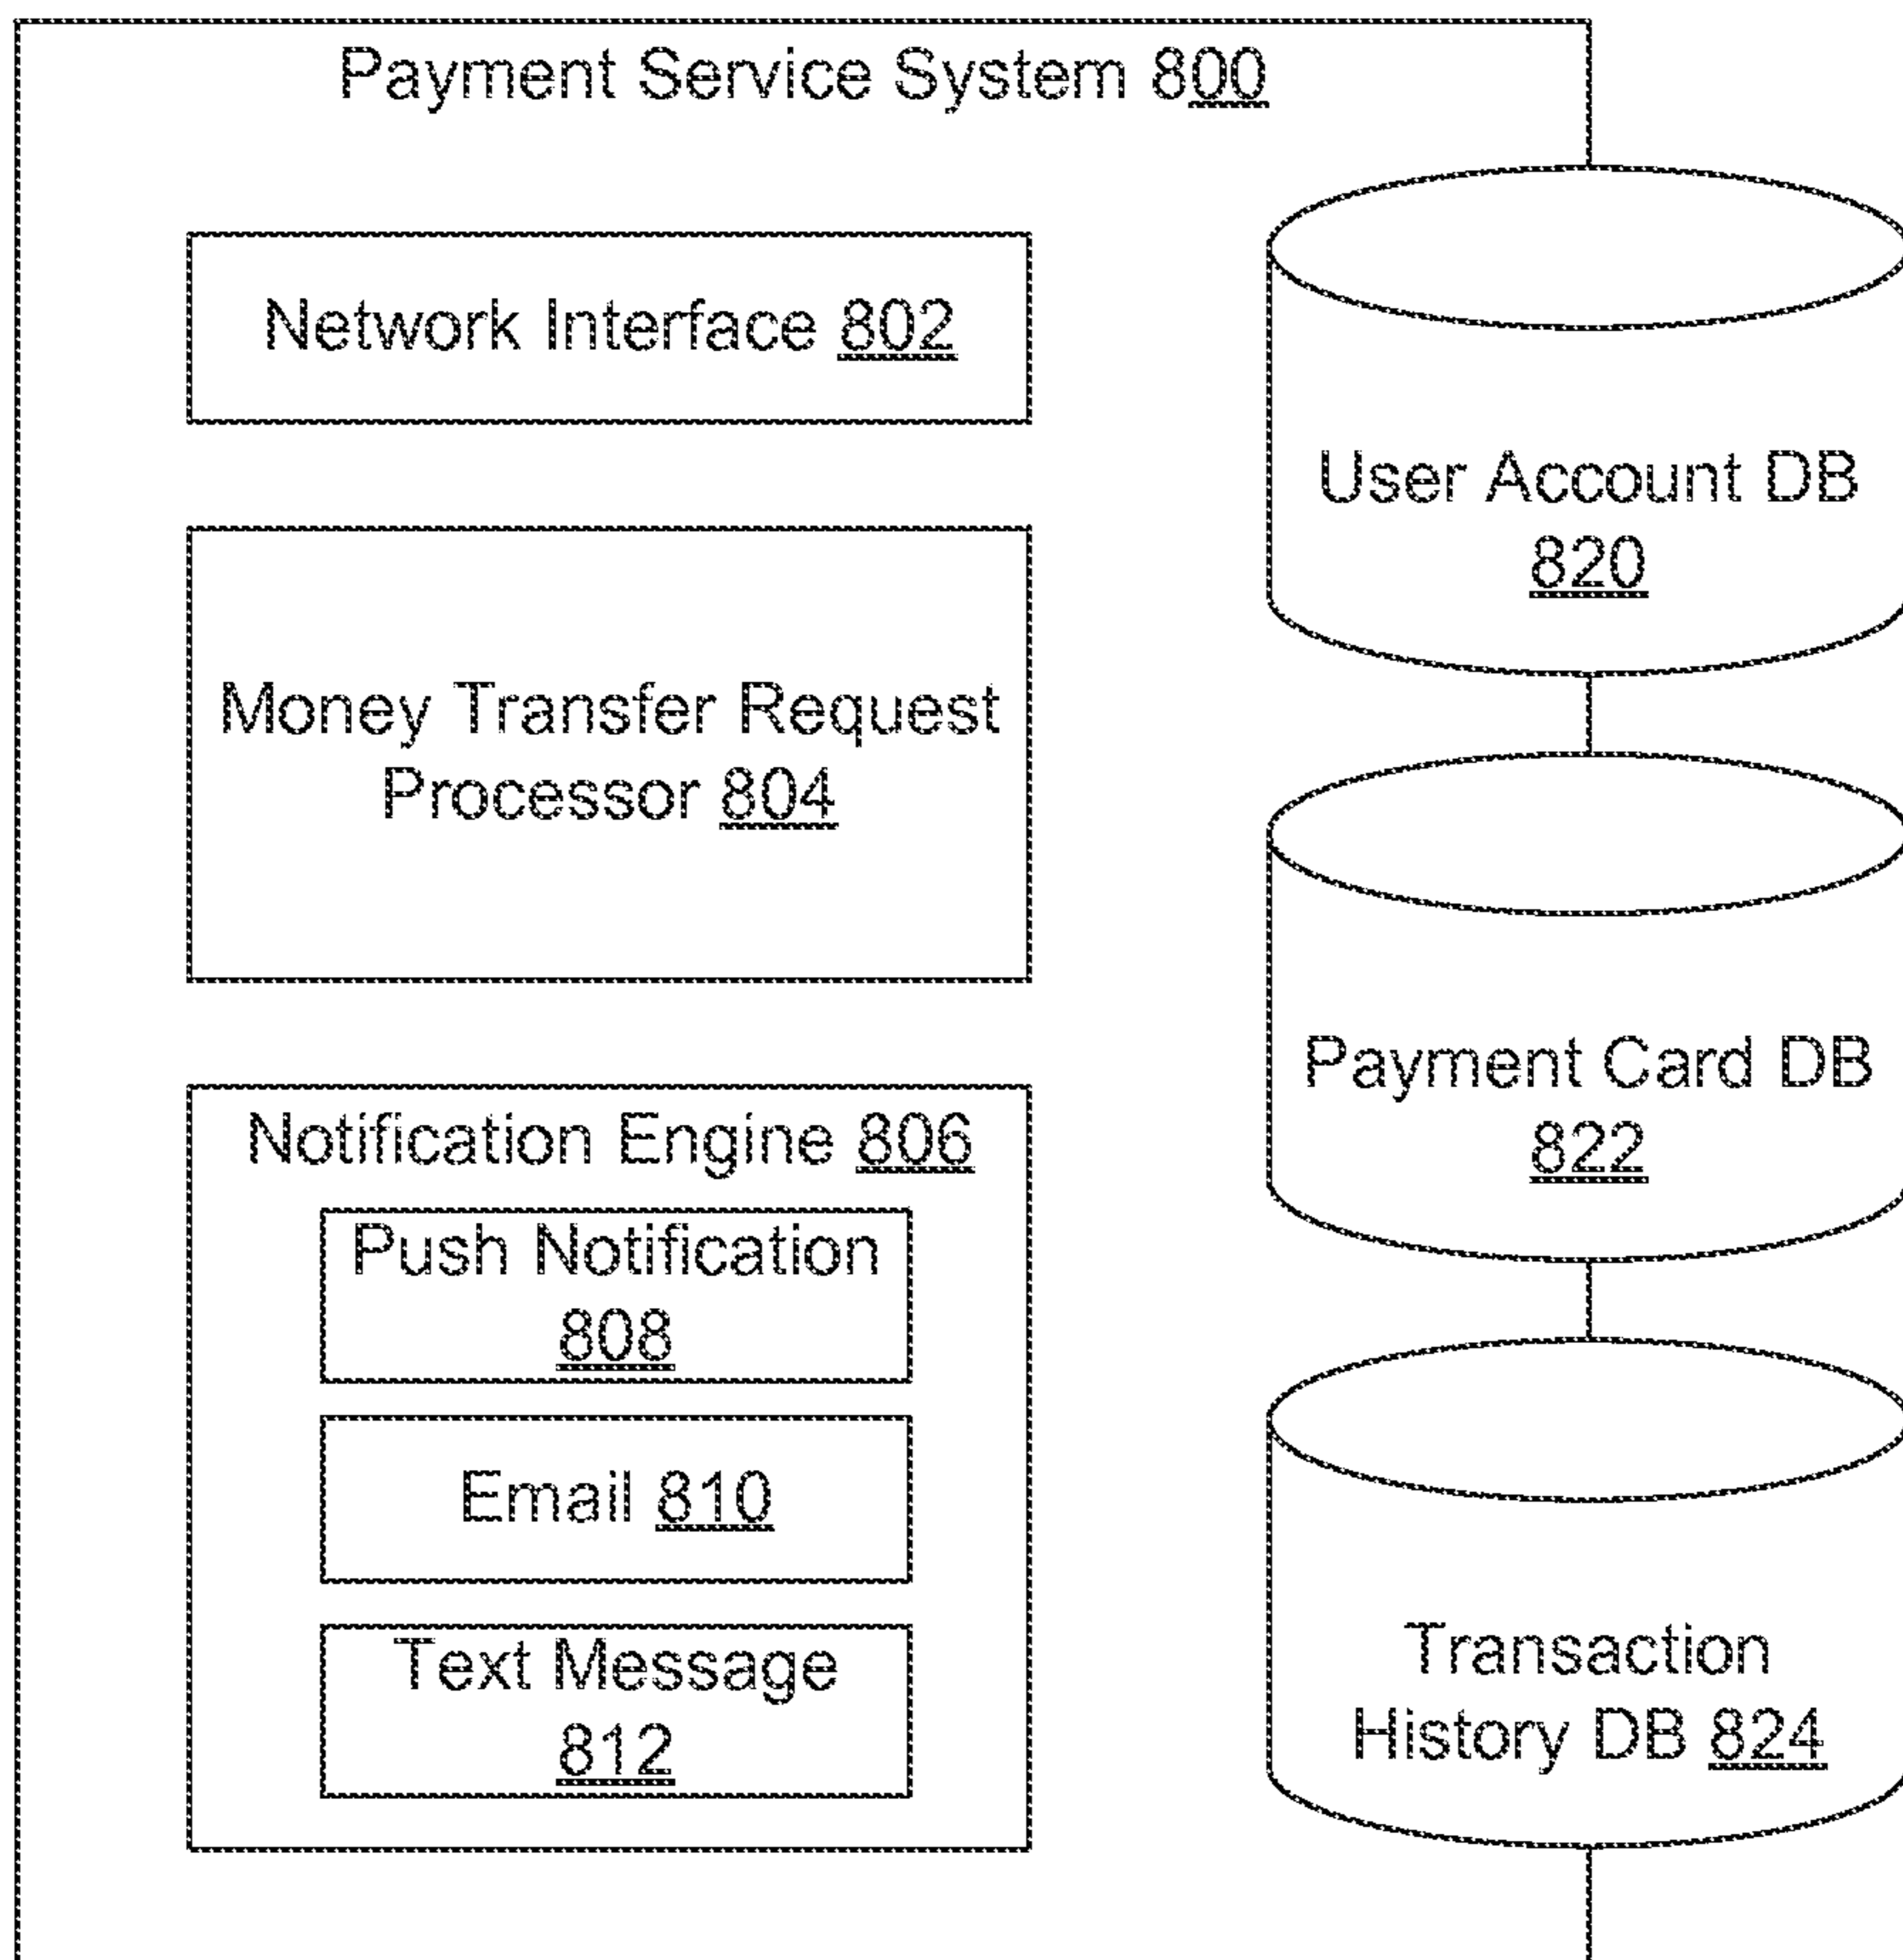 Payment Service System 800
Network Interface 802
Money Transfer Request
Processor 804
Notification Engine 806
Push Notification
808
Email 810
Text Message
812
User Account DB
820
Payment Card DB
822
Transaction
History DB 824